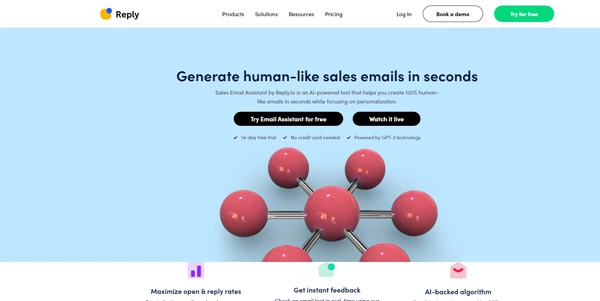 Reply
Products Solutions Resources Pricing
Log In
Book a demo
Try for free
Generate human-like sales emails in seconds
Sales Email Assistant by Reply.io is an AI-powered tool that helps you create 100% human-
like emails in seconds while focusing on personalization.
Try Email Assistant for free
Watch it live
14-day free trial
No credit card needed
Powered by GPT-3 technology
Maximize open & reply rates
Get instant feedback
AI-backed algorithm